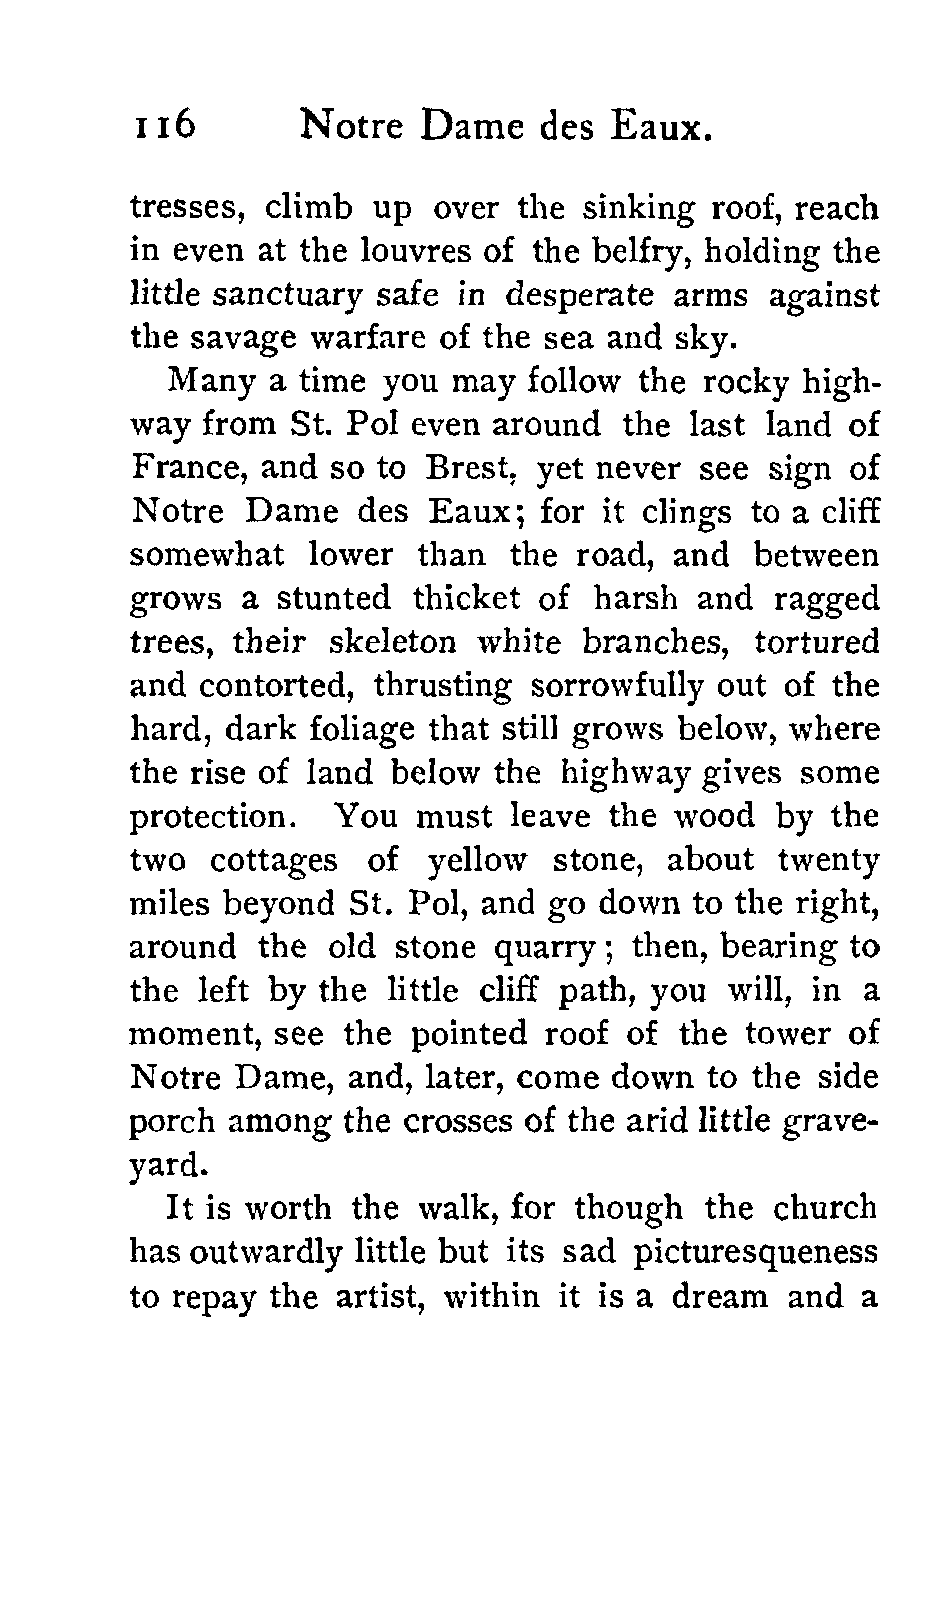 116 Notre Dame des Eaux.
tresses, climb up over the sinking roof, reach
in even at the louvres of the belfry, holding the
little sanctuary safe in desperate arms against
the savage warfare of the sea and sky.
Many a time you may follow the rocky high-
way from St. Pol even around the last land of
France, and so to Brest, yet never see sign of
Notre Dame des Eaux; for it clings to a cliff
somewhat lower than the road, and between
grows a stunted thicket of harsh and ragged
trees, their skeleton white branches, tortured
and contorted, thrusting sorrowfully out of the
hard, dark foliage that still grows below, where
the rise of land below the highway gives some
protection. You must leave the wood by the
two cottages of yellow stone, about twenty
miles beyond St. Pol, and go down to the right,
around the old stone quarry; then, bearing to
the left by the little cliff path, you will, in a
moment, see the pointed roof of the tower of
Notre Dame, and, later, come down to the side
porch among the crosses of the arid little grave-
yard.
It is worth the walk, for though the church
has outwardly little but its sad picturesqueness
to repay the artist, within it is a dream and a